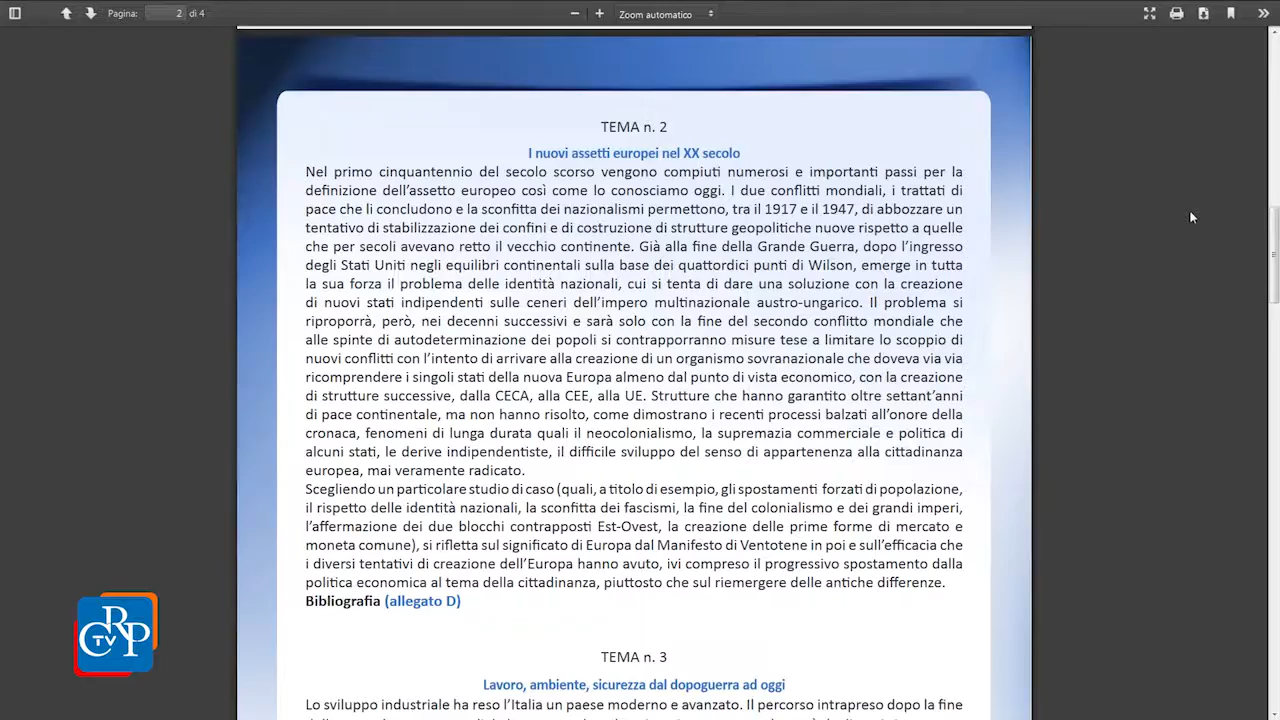 Pagina: 2 di 4 Zoom automatico
TEMA n. 2
I nuovi assetti europei nel XX secolo
Nel primo cinquantennio del secolo scorso vengono compiuti numerosi e importanti passi per la
definizione dell’assetto europeo così come lo conosciamo oggi. I due conflitti mondiali, i trattati di
pace che li concludono e la sconfitta dei nazionalismi permettono, tra il 1917 e il 1947, di abbozzare un
tentativo di stabilizzazione dei confini e di costruzione di strutture geopolitiche nuove rispetto a quelle
che per secoli avevano retto il vecchio continente. Già alla fine della Grande Guerra, dopo l’ingresso
degli Stati Uniti negli equilibri continentali sulla base dei quattordici punti di Wilson, emerge in tutta
la sua forza il problema delle identità nazionali, cui si tenta di dare una soluzione con la creazione
di nuovi stati indipendenti sulle ceneri dell’impero multinazionale austro-ungarico. Il problema si
riproporrà, però, nei decenni successivi e sarà solo con la fine del secondo conflitto mondiale che
alle spinte di autodeterminazione dei popoli si contrapporranno misure tese a limitare lo scoppio di
nuovi conflitti con l’intento di arrivare alla creazione di un organismo sovranazionale che doveva via via
ricomprendere i singoli stati della nuova Europa almeno dal punto di vista economico, con la creazione
di strutture successive, dalla CECA, alla CEE, alla UE. Strutture che hanno garantito oltre settant’anni
di pace continentale, ma non hanno risolto, come dimostrano i recenti processi balzati all’onore della
cronaca, fenomeni di lunga durata quali il neocolonialismo, la supremazia commerciale e politica di
alcuni stati, le derive indipendentiste, il difficile sviluppo del senso di appartenenza alla cittadinanza
europea, mai veramente radicato.
Scegliendo un particolare studio di caso (quali, a titolo di esempio, gli spostamenti forzati di popolazione,
il rispetto delle identità nazionali, la sconfitta dei fascismi, la fine del colonialismo e dei grandi imperi,
l’affermazione dei due blocchi contrapposti Est-Ovest, la creazione delle prime forme di mercato e
moneta comune), si rifletta sul significato di Europa dal Manifesto di Ventotene in poi e sull’efficacia che
i diversi tentativi di creazione dell’Europa hanno avuto, ivi compreso il progressivo spostamento dalla
politica economica al tema della cittadinanza, piuttosto che sul riemergere delle antiche differenze.
Bibliografia (allegato D)
CRP TV
TEMA n. 3
Lavoro, ambiente, sicurezza dal dopoguerra ad oggi
Lo sviluppo industriale ha reso l’Italia un paese moderno e avanzato. Il percorso intrapreso dopo la fine